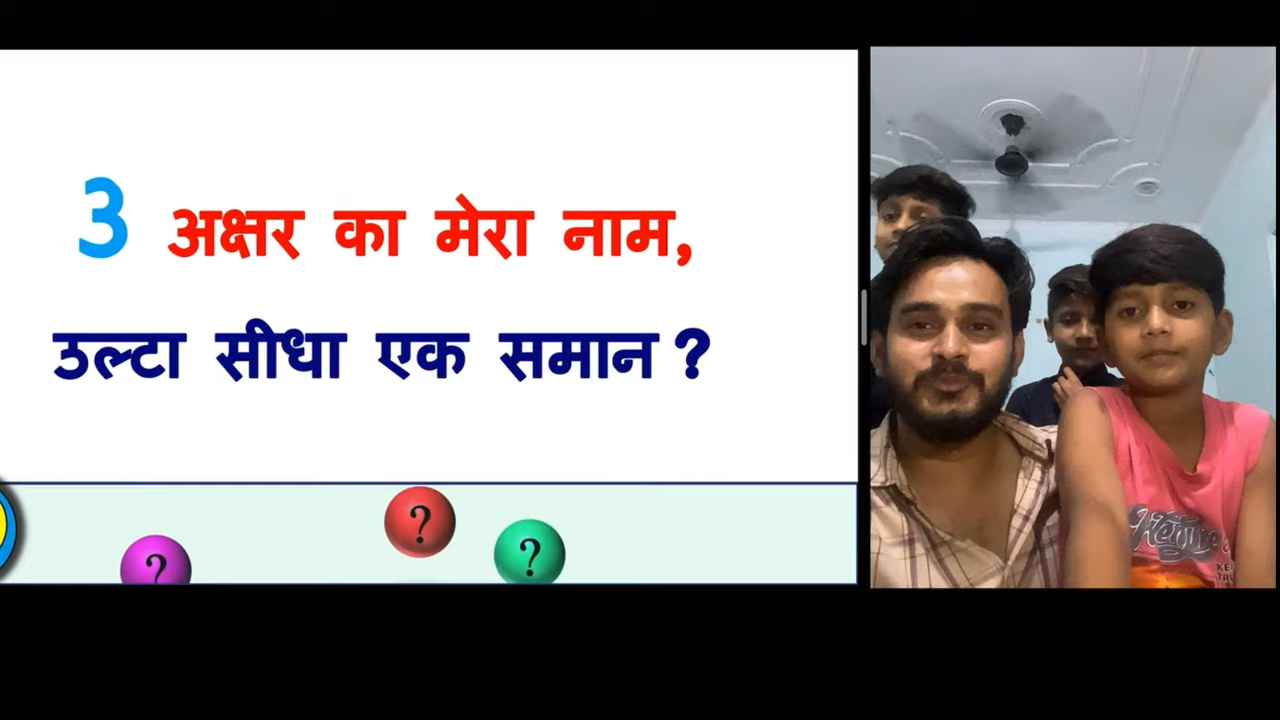 3 अक्षर का मेरा नाम,
उल्टा सीधा एक समान ?
?
?
?